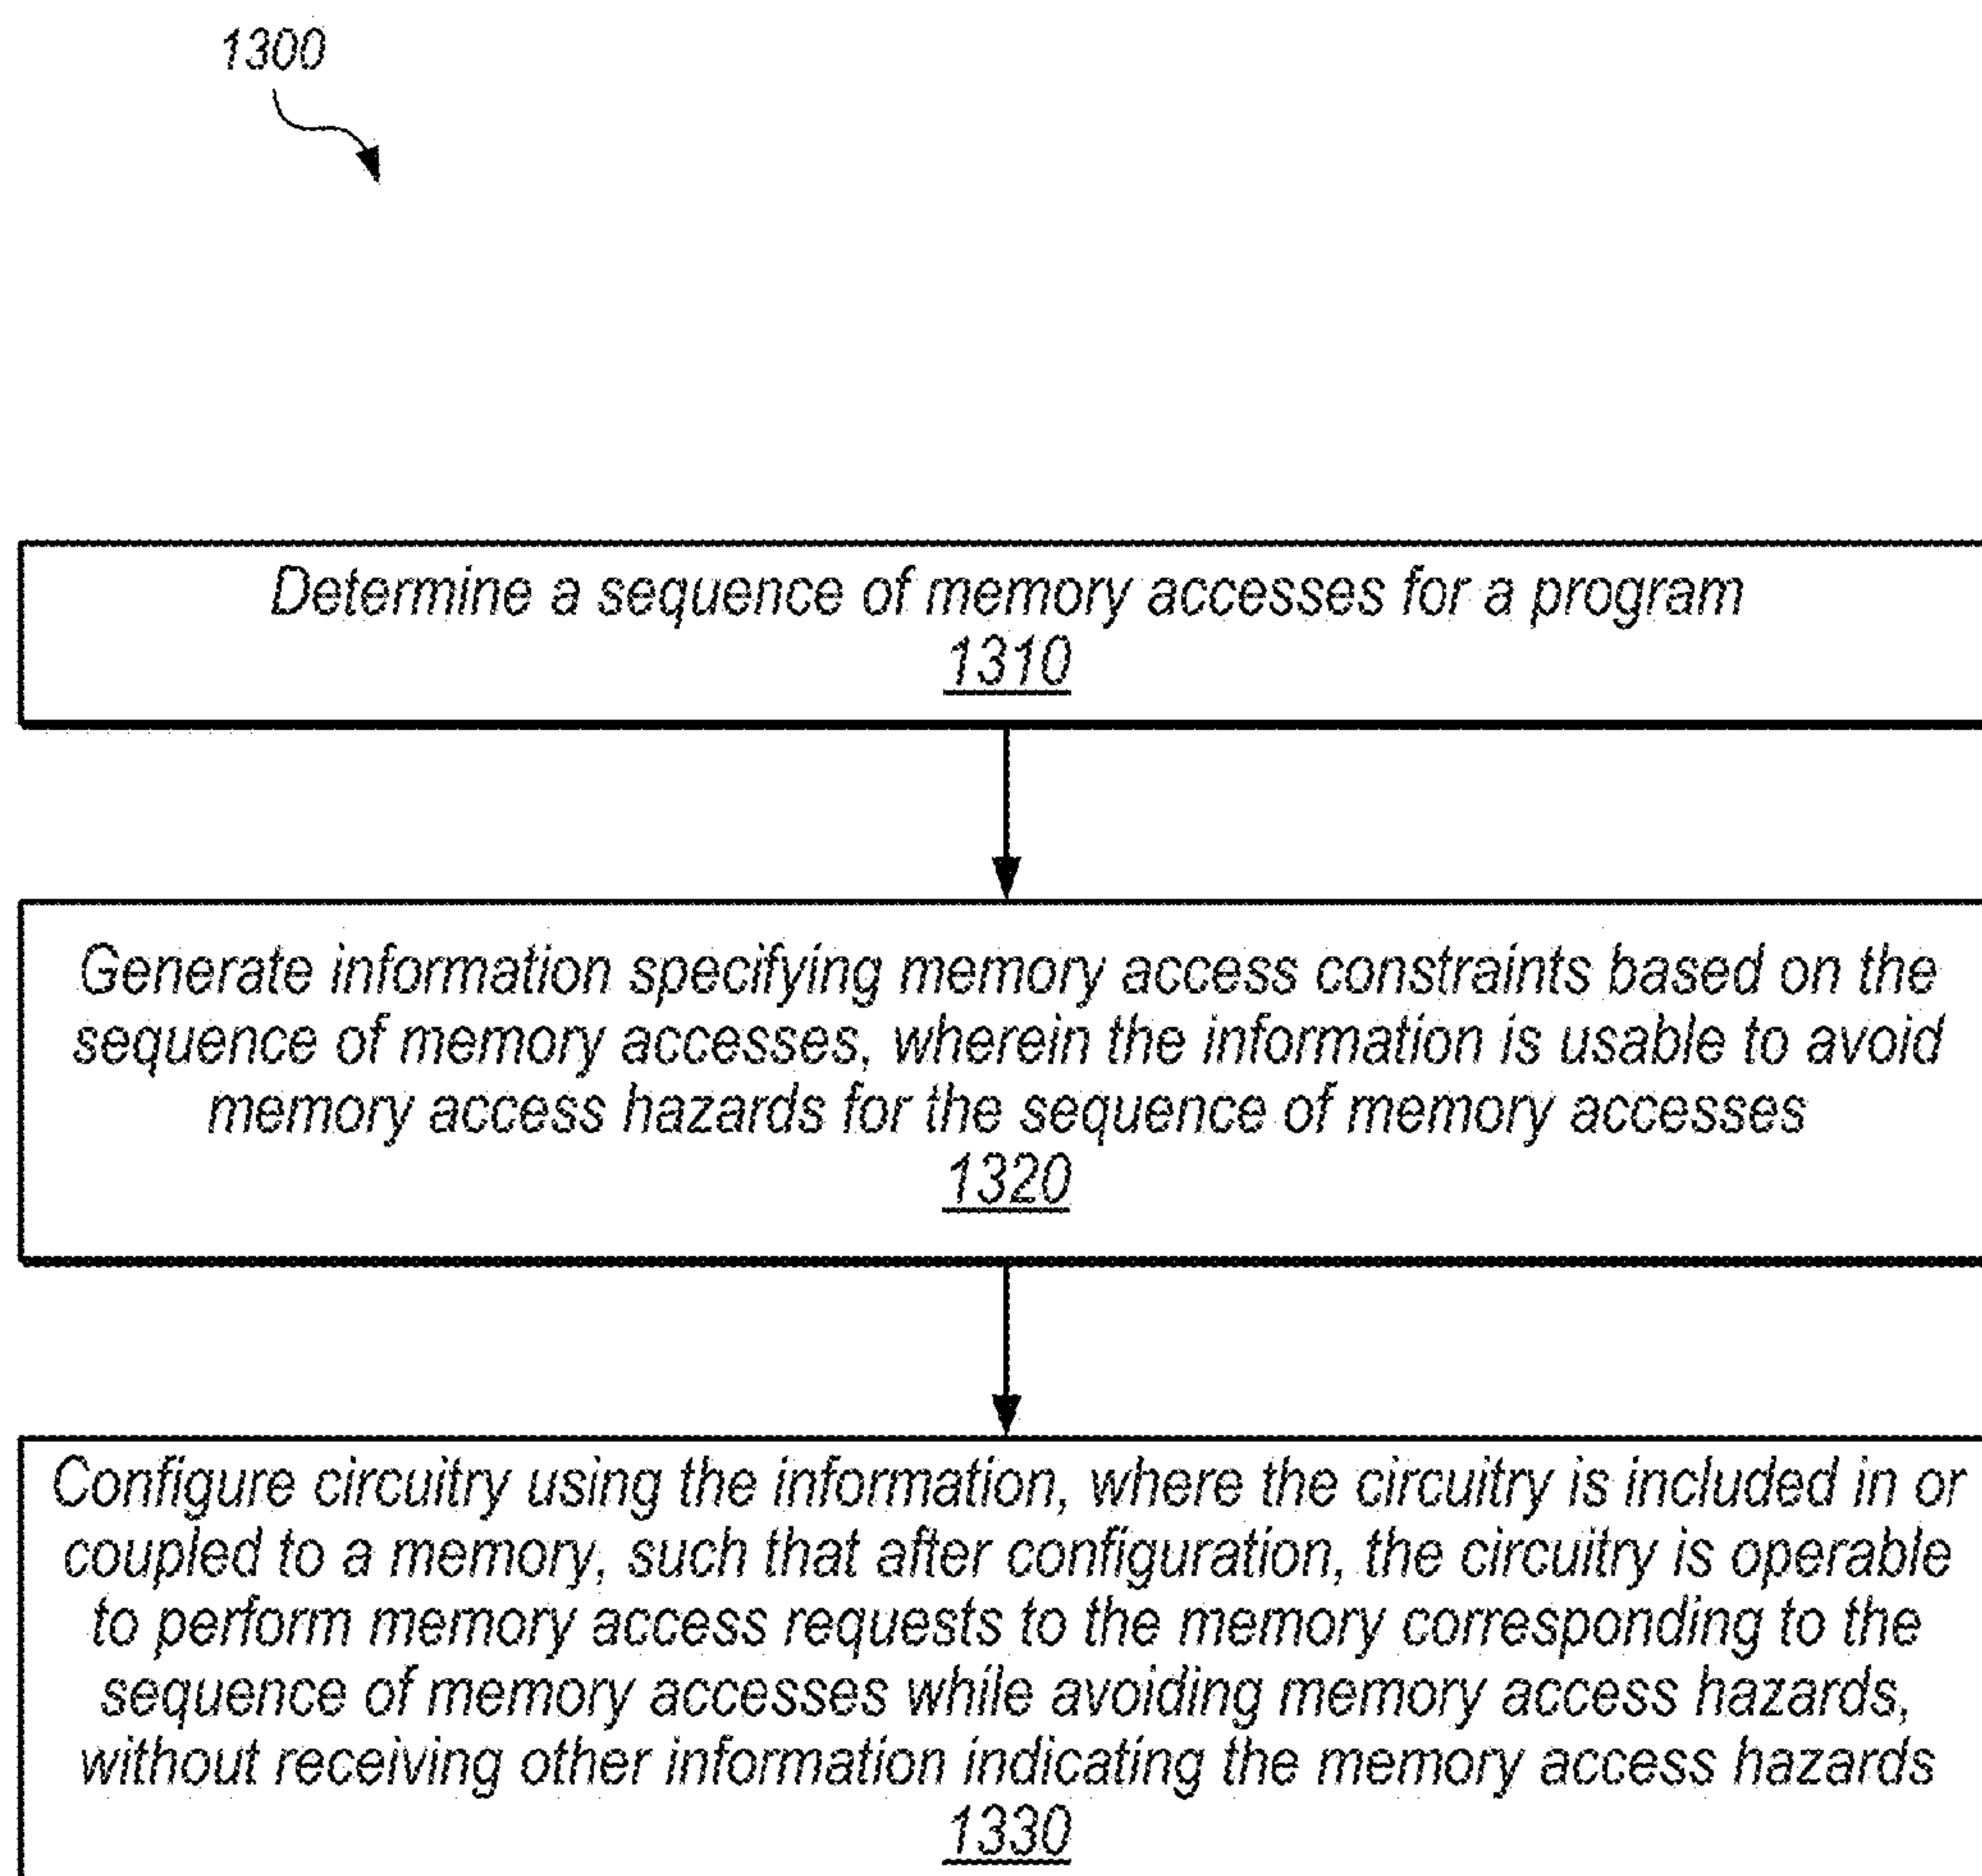 1300
Determine a sequence of memory accesses for a program
1310
Generate information specifying memory access constraints based on the
sequence of memory accesses, wherein the information is usable to avoid
memory access hazards for the sequence of memory accesses
1320
Configure circuitry using the information, where the circuitry is included in or
coupled to a memory, such that after configuration, the circuitry is operable
to perform memory access requests to the memory corresponding to the
sequence of memory accesses while avoiding memory access hazards,
without receiving other information indicating the memory access hazards
1330